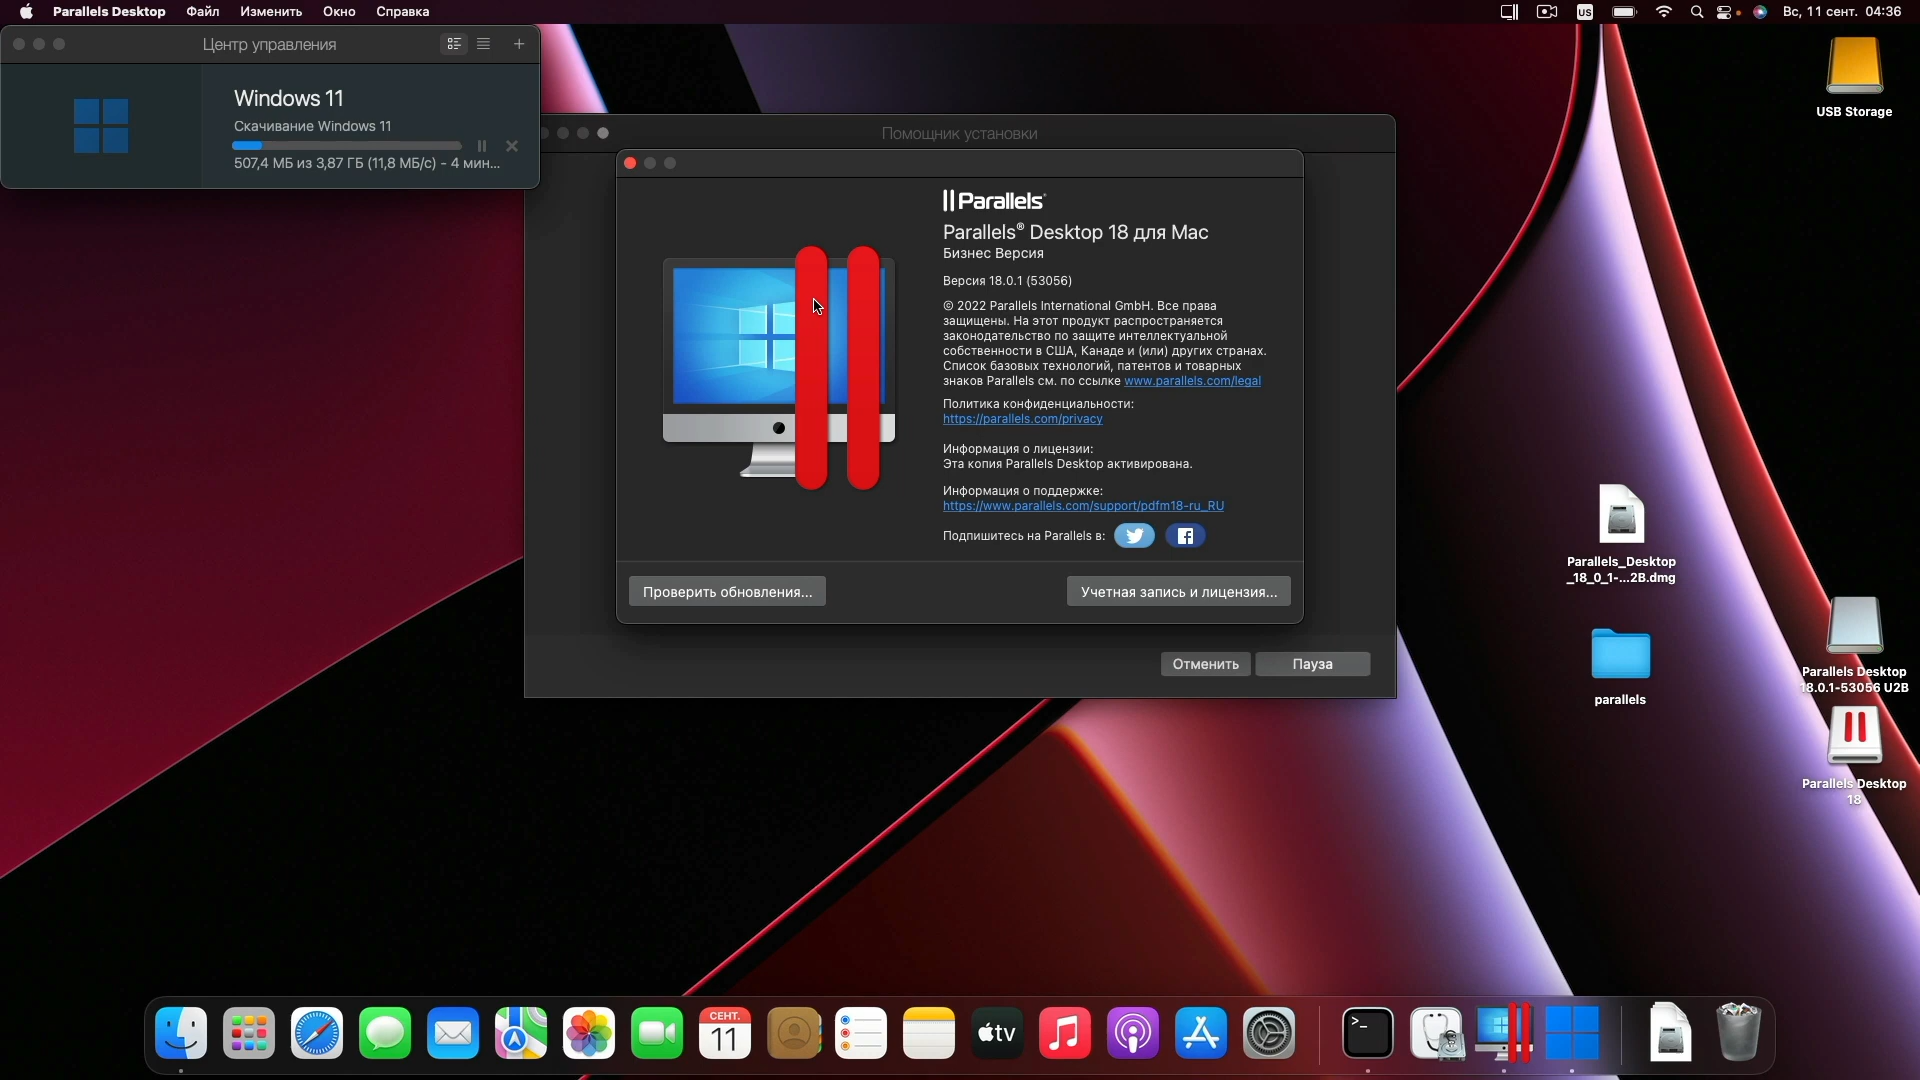 Parallels Desktop Файл Изменить Окно Справка
US Вс, 11 сент. 04:36
Центр управления
Windows 11
Скачивание Windows 11
507,4 МБ из 3,87 ГБ (11,8 МБ/с) - 4 мин...
Помощник установки
Parallels®
Parallels® Desktop 18 для Mac
Бизнес Версия
Версия 18.0.1 (53056)
© 2022 Parallels International GmbH. Все права
защищены. На этот продукт распространяется
законодательство по защите интеллектуальной
собственности в США, Канаде и (или) других странах.
Список базовых технологий, патентов и товарных
знаков Parallels см. по ссылке www.parallels.com/legal
Политика конфиденциальности:
https://parallels.com/privacy
Информация о лицензии:
Эта копия Parallels Desktop активирована.
Информация о поддержке:
https://www.parallels.com/support/pdfm18-ru_RU
Подпишитесь на Parallels в:
Проверить обновления...
Учетная запись и лицензия...
Отменить
Пауза
USB Storage
Parallels_Desktop
_18_0_1-...2B.dmg
parallels
Parallels Desktop
18.0.1-53056 U2B
Parallels Desktop
18
СЕНТ.
11
tv
>_